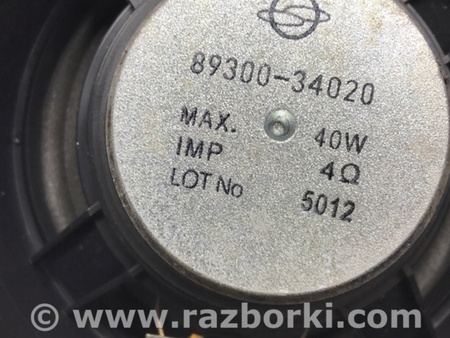 89300-34020
MAX. 40W
IMP 4Ω
LOT No 5012
© www.razborki.com